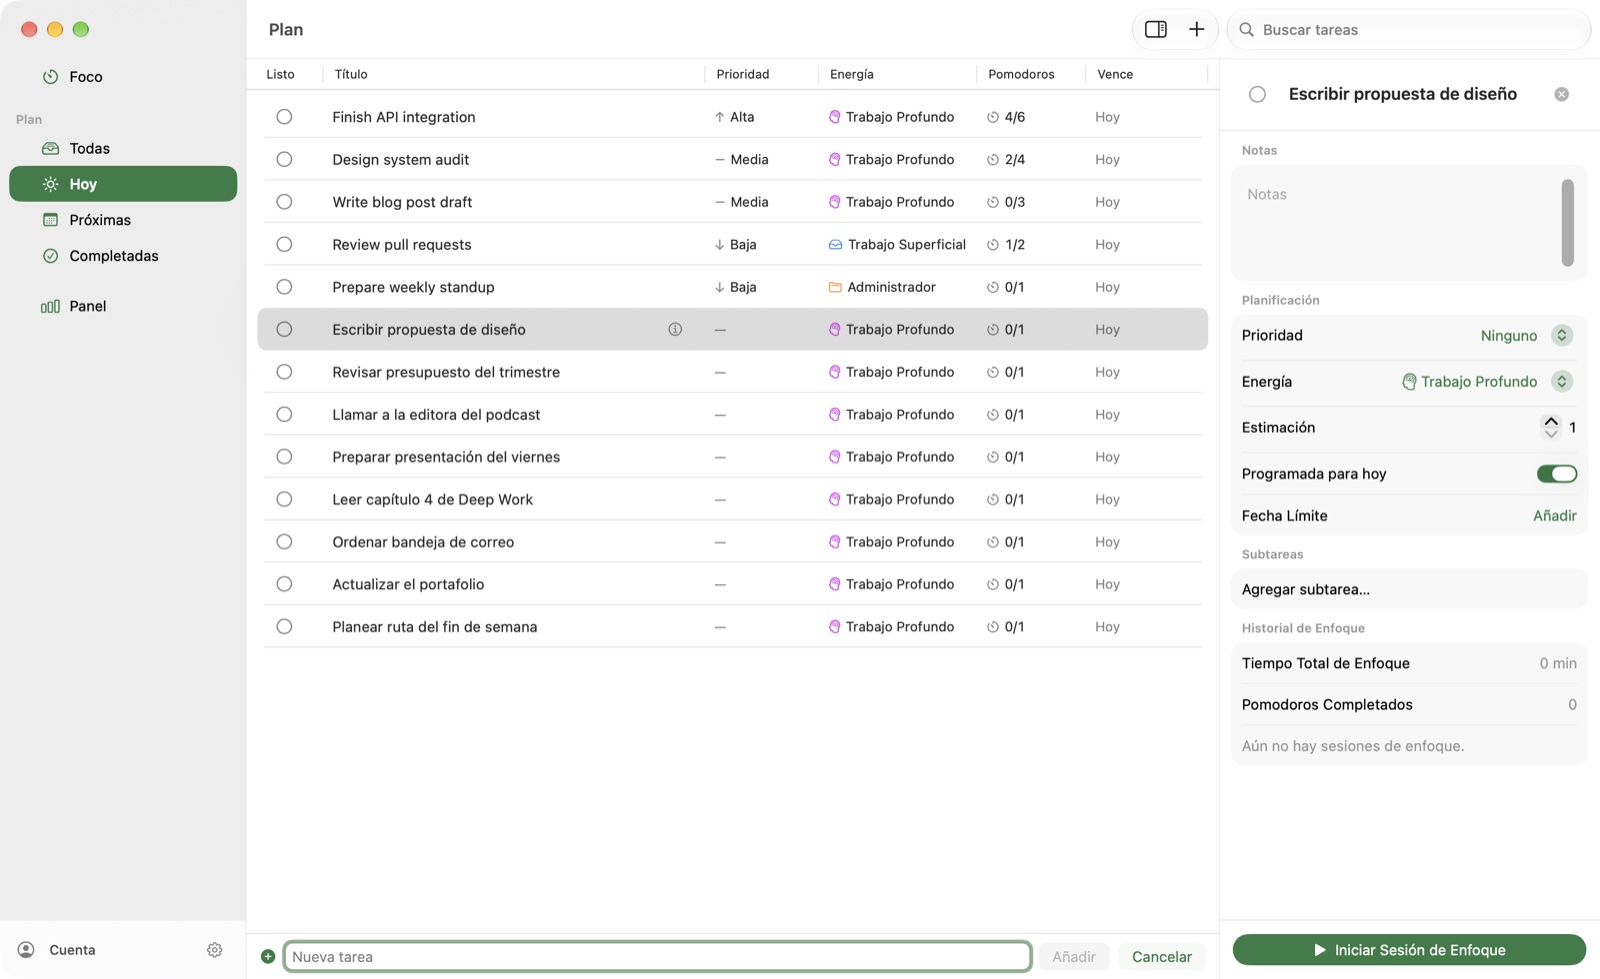 Foco
Plan
Todas
Hoy
Próximas
Completadas
Panel
Cuenta
Plan
Buscar tareas
Listo Título Prioridad Energía Pomodoros Vence
Finish API integration Alta Trabajo Profundo 4/6 Hoy
Design system audit Media Trabajo Profundo 2/4 Hoy
Write blog post draft Media Trabajo Profundo 0/3 Hoy
Review pull requests Baja Trabajo Superficial 1/2 Hoy
Prepare weekly standup Baja Administrador 0/1 Hoy
Escribir propuesta de diseño — Trabajo Profundo 0/1 Hoy
Revisar presupuesto del trimestre — Trabajo Profundo 0/1 Hoy
Llamar a la editora del podcast — Trabajo Profundo 0/1 Hoy
Preparar presentación del viernes — Trabajo Profundo 0/1 Hoy
Leer capítulo 4 de Deep Work — Trabajo Profundo 0/1 Hoy
Ordenar bandeja de correo — Trabajo Profundo 0/1 Hoy
Actualizar el portafolio — Trabajo Profundo 0/1 Hoy
Planear ruta del fin de semana — Trabajo Profundo 0/1 Hoy
Nueva tarea Añadir Cancelar
Escribir propuesta de diseño
Notas
Notas
Planificación
Prioridad Ninguno
Energía Trabajo Profundo
Estimación 1
Programada para hoy
Fecha Límite Añadir
Subtareas
Agregar subtarea...
Historial de Enfoque
Tiempo Total de Enfoque 0 min
Pomodoros Completados 0
Aún no hay sesiones de enfoque.
Iniciar Sesión de Enfoque